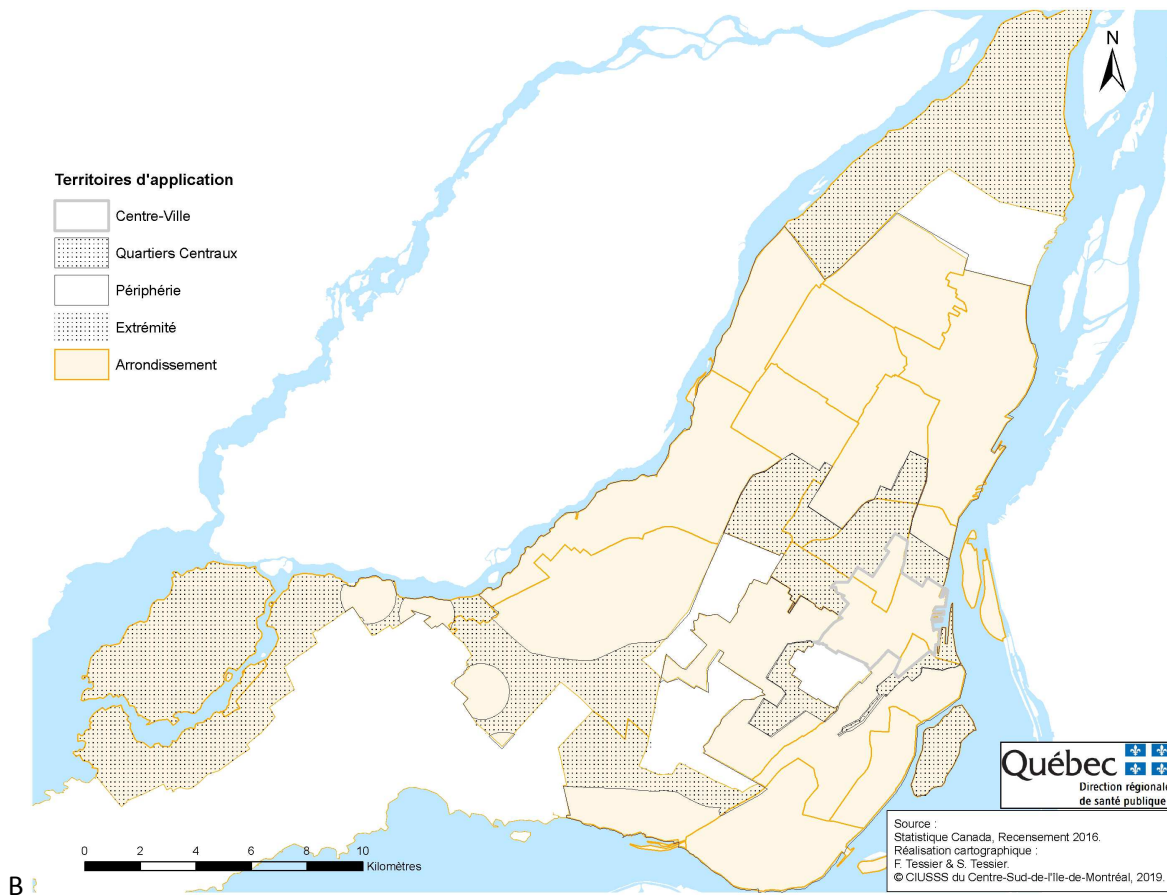 N
Territoires d'application
Centre-Ville
Quartiers Centraux
Périphérie
Extrémité
Arrondissement
Québec
Direction régionale
de santé publique
Source :
Statistique Canada, Recensement 2016.
Réalisation cartographique :
F. Tessier & S. Tessier.
© CIUSSS du Centre-Sud-de-l'Ile-de-Montréal, 2019.
0 2 4 6 8 10
Kilomètres
B